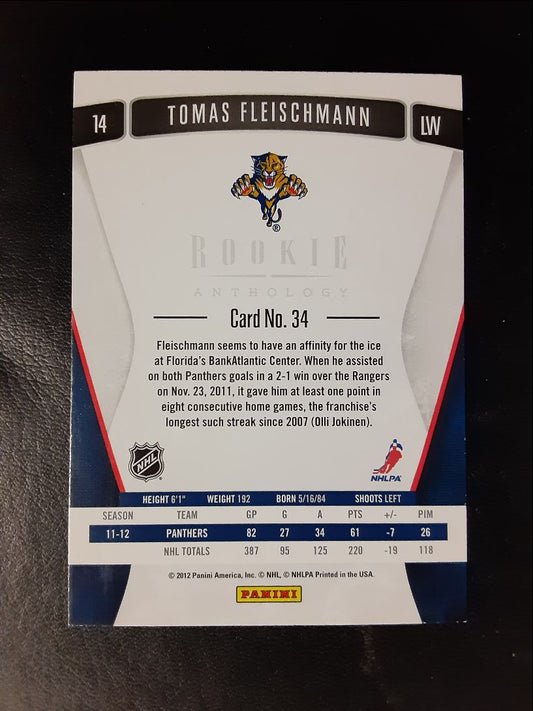 14 TOMAS FLEISCHMANN LW
®
ROOKIE
ANTHOLOGY
Card No. 34
Fleischmann seems to have an affinity for the ice
at Florida's BankAtlantic Center. When he assisted
on both Panthers goals in a 2-1 win over the Rangers
on Nov. 23, 2011, it gave him at least one point in
eight consecutive home games, the franchise's
longest such streak since 2007 (Olli Jokinen).
NHL NHLPA
HEIGHT 6'1" WEIGHT 192 BORN 5/16/84 SHOOTS LEFT
SEASON TEAM GP G A PTS +/- PIM
11-12 PANTHERS 82 27 34 61 -7 26
NHL TOTALS 387 95 125 220 -19 118
© 2012 Panini America, Inc. © NHL, © NHLPA Printed in the USA.
PANINI